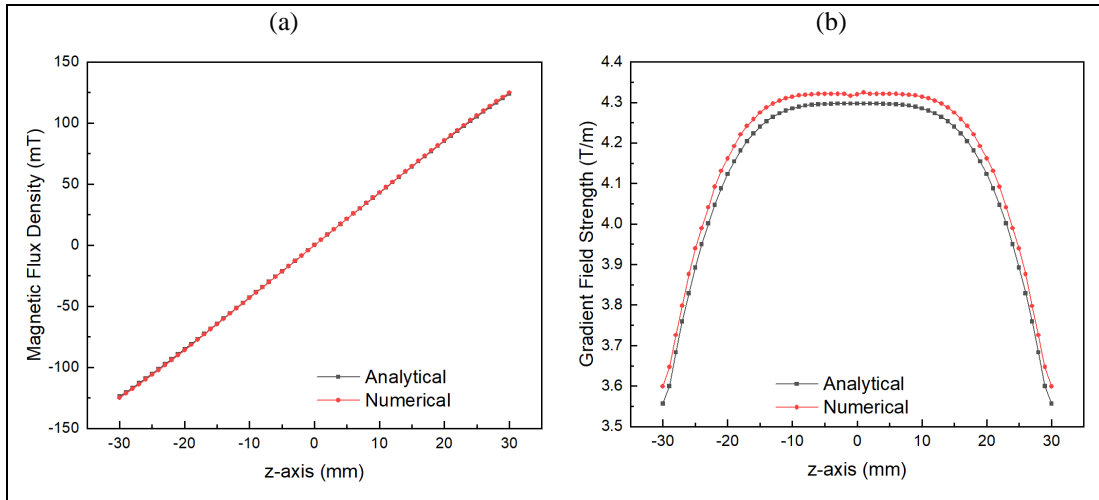 (a)
(b)
Magnetic Flux Density (mT)
150
100
50
0
-50
-100
-150
-30 -20 -10 0 10 20 30
z-axis (mm)
Analytical
Numerical
Gradient Field Strength (T/m)
4.4
4.3
4.2
4.1
4.0
3.9
3.8
3.7
3.6
3.5
-30 -20 -10 0 10 20 30
z-axis (mm)
Analytical
Numerical